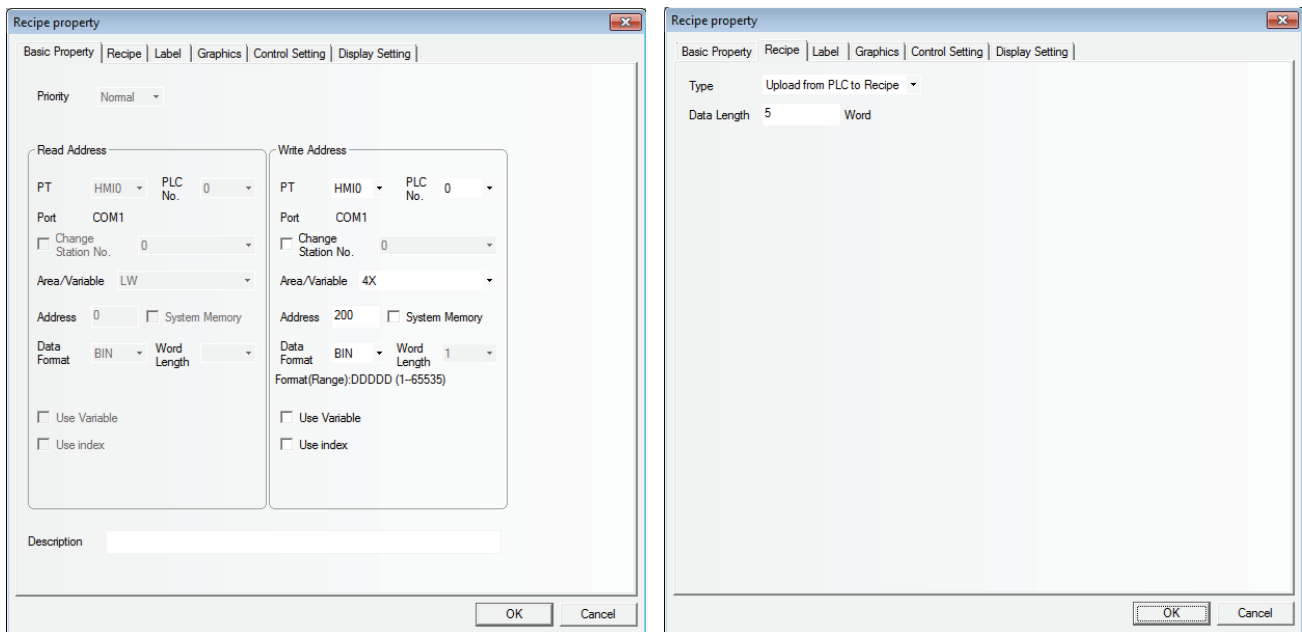 Recipe property
Basic Property Recipe Label Graphics Control Setting Display Setting
Priority Normal
Read Address
PT HMI0 PLC No. 0
Port COM1
Change Station No. 0
Area/Variable LW
Address 0 System Memory
Data Format BIN Word Length
Use Variable
Use index
Write Address
PT HMI0 PLC No. 0
Port COM1
Change Station No. 0
Area/Variable 4X
Address 200 System Memory
Data Format BIN Word Length 1
Format(Range):DDDDD (1--65535)
Use Variable
Use index
Description
OK Cancel
Recipe property
Basic Property Recipe Label Graphics Control Setting Display Setting
Type Upload from PLC to Recipe
Data Length 5 Word
OK Cancel